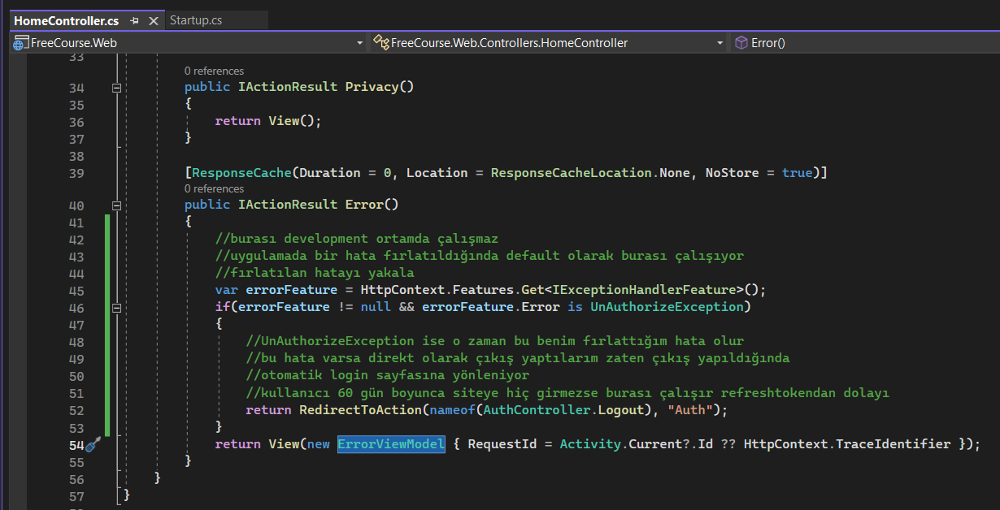 HomeController.cs Startup.cs
FreeCourse.Web FreeCourse.Web.Controllers.HomeController Error()
33
0 references
34 public IActionResult Privacy()
35 {
36 return View();
37 }
38
39 [ResponseCache(Duration = 0, Location = ResponseCacheLocation.None, NoStore = true)]
0 references
40 public IActionResult Error()
41 {
42 //burası development ortamda çalışmaz
43 //uygulamada bir hata fırlatıldığında default olarak burası çalışıyor
44 //fırlatılan hatayı yakala
45 var errorFeature = HttpContext.Features.Get<IExceptionHandlerFeature>();
46 if(errorFeature != null && errorFeature.Error is UnAuthorizeException)
47 {
48 //UnAuthorizeException ise o zaman bu benim fırlattığım hata olur
49 //bu hata varsa direkt olarak çıkış yaptılarım zaten çıkış yapıldığında
50 //otomatik login sayfasına yönleniyor
51 //kullanıcı 60 gün boyunca siteye hiç girmezse burası çalışır refreshtokendan dolayı
52 return RedirectToAction(nameof(AuthController.Logout), "Auth");
53 }
54 return View(new ErrorViewModel { RequestId = Activity.Current?.Id ?? HttpContext.TraceIdentifier });
55 }
56 }
57 }